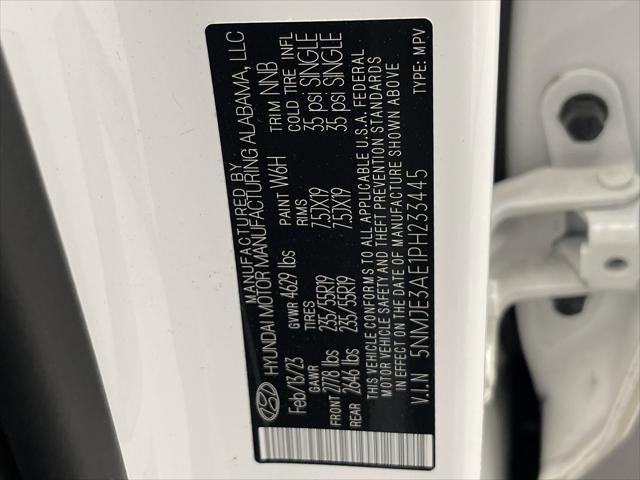 MANUFACTURED BY
HYUNDAI MOTOR MANUFACTURING ALABAMA, LLC
Feb/13/23 GVWR 4629 lbs PAINT W6H TRIM NNB
GAWR TIRES RIMS COLD TIRE INFL
FRONT 2778 lbs 235/55R19 7.5JX19 35 psi SINGLE
REAR 2646 lbs 235/55R19 7.5JX19 35 psi SINGLE
THIS VEHICLE CONFORMS TO ALL APPLICABLE U.S.A. FEDERAL
MOTOR VEHICLE SAFETY AND THEFT PREVENTION STANDARDS
IN EFFECT ON THE DATE OF MANUFACTURE SHOWN ABOVE
V.I.N 5NMJE3AE1PH233445 TYPE: MPV